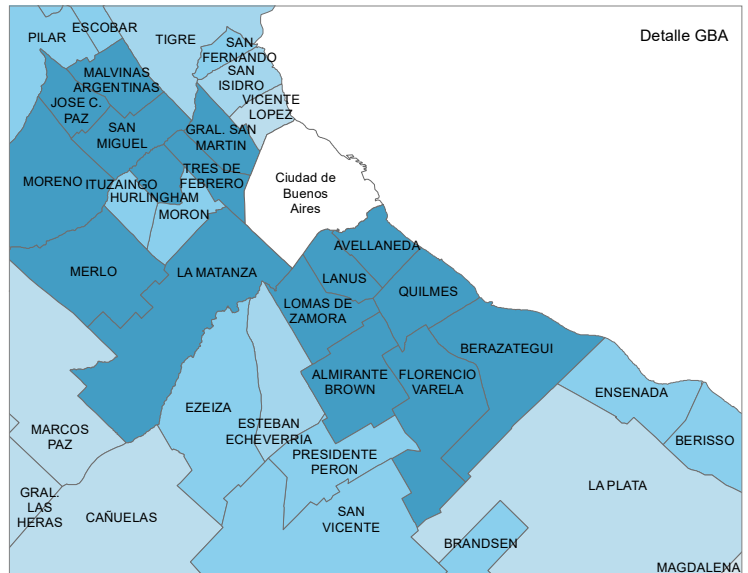 Detalle GBA
ESCOBAR
PILAR
TIGRE
SAN
FERNANDO
SAN
ISIDRO
MALVINAS
ARGENTINAS
JOSE C.
PAZ
VICENTE
LOPEZ
SAN
MIGUEL
GRAL. SAN
MARTIN
TRES DE
FEBRERO
MORENO
ITUZAINGO
HURLINGHAM
MORON
Ciudad de
Buenos
Aires
AVELLANEDA
MERLO
LA MATANZA
LANUS
QUILMES
LOMAS DE
ZAMORA
BERAZATEGUI
ALMIRANTE
BROWN
FLORENCIO
VARELA
ENSENADA
EZEIZA
ESTEBAN
ECHEVERRIA
MARCOS
PAZ
BERISSO
PRESIDENTE
PERON
LA PLATA
GRAL.
LAS
HERAS
CAÑUELAS
SAN
VICENTE
BRANDSEN
MAGDALENA